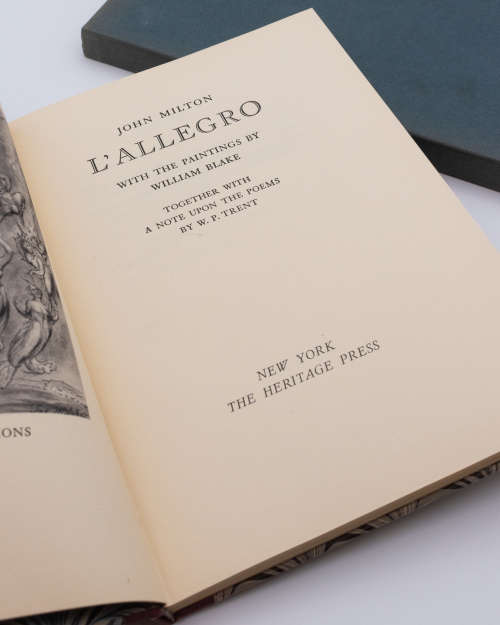 JOHN MILTON
L'ALLEGRO
WITH THE PAINTINGS BY
WILLIAM BLAKE
TOGETHER WITH
A NOTE UPON THE POEMS
BY W. P. TRENT
NEW YORK
THE HERITAGE PRESS